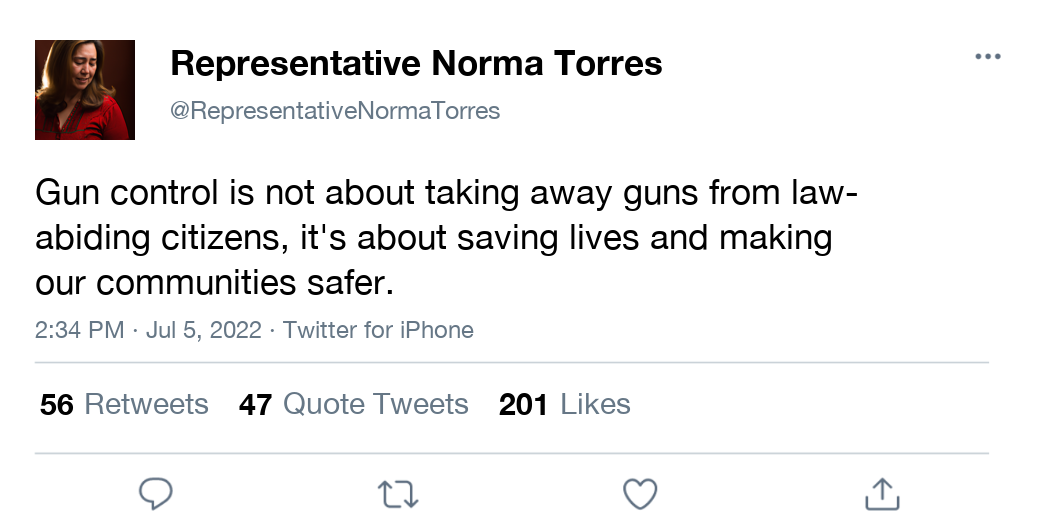 Representative Norma Torres
@RepresentativeNormaTorres
Gun control is not about taking away guns from law-
abiding citizens, it's about saving lives and making
our communities safer.
2:34 PM · Jul 5, 2022 · Twitter for iPhone
56 Retweets 47 Quote Tweets 201 Likes